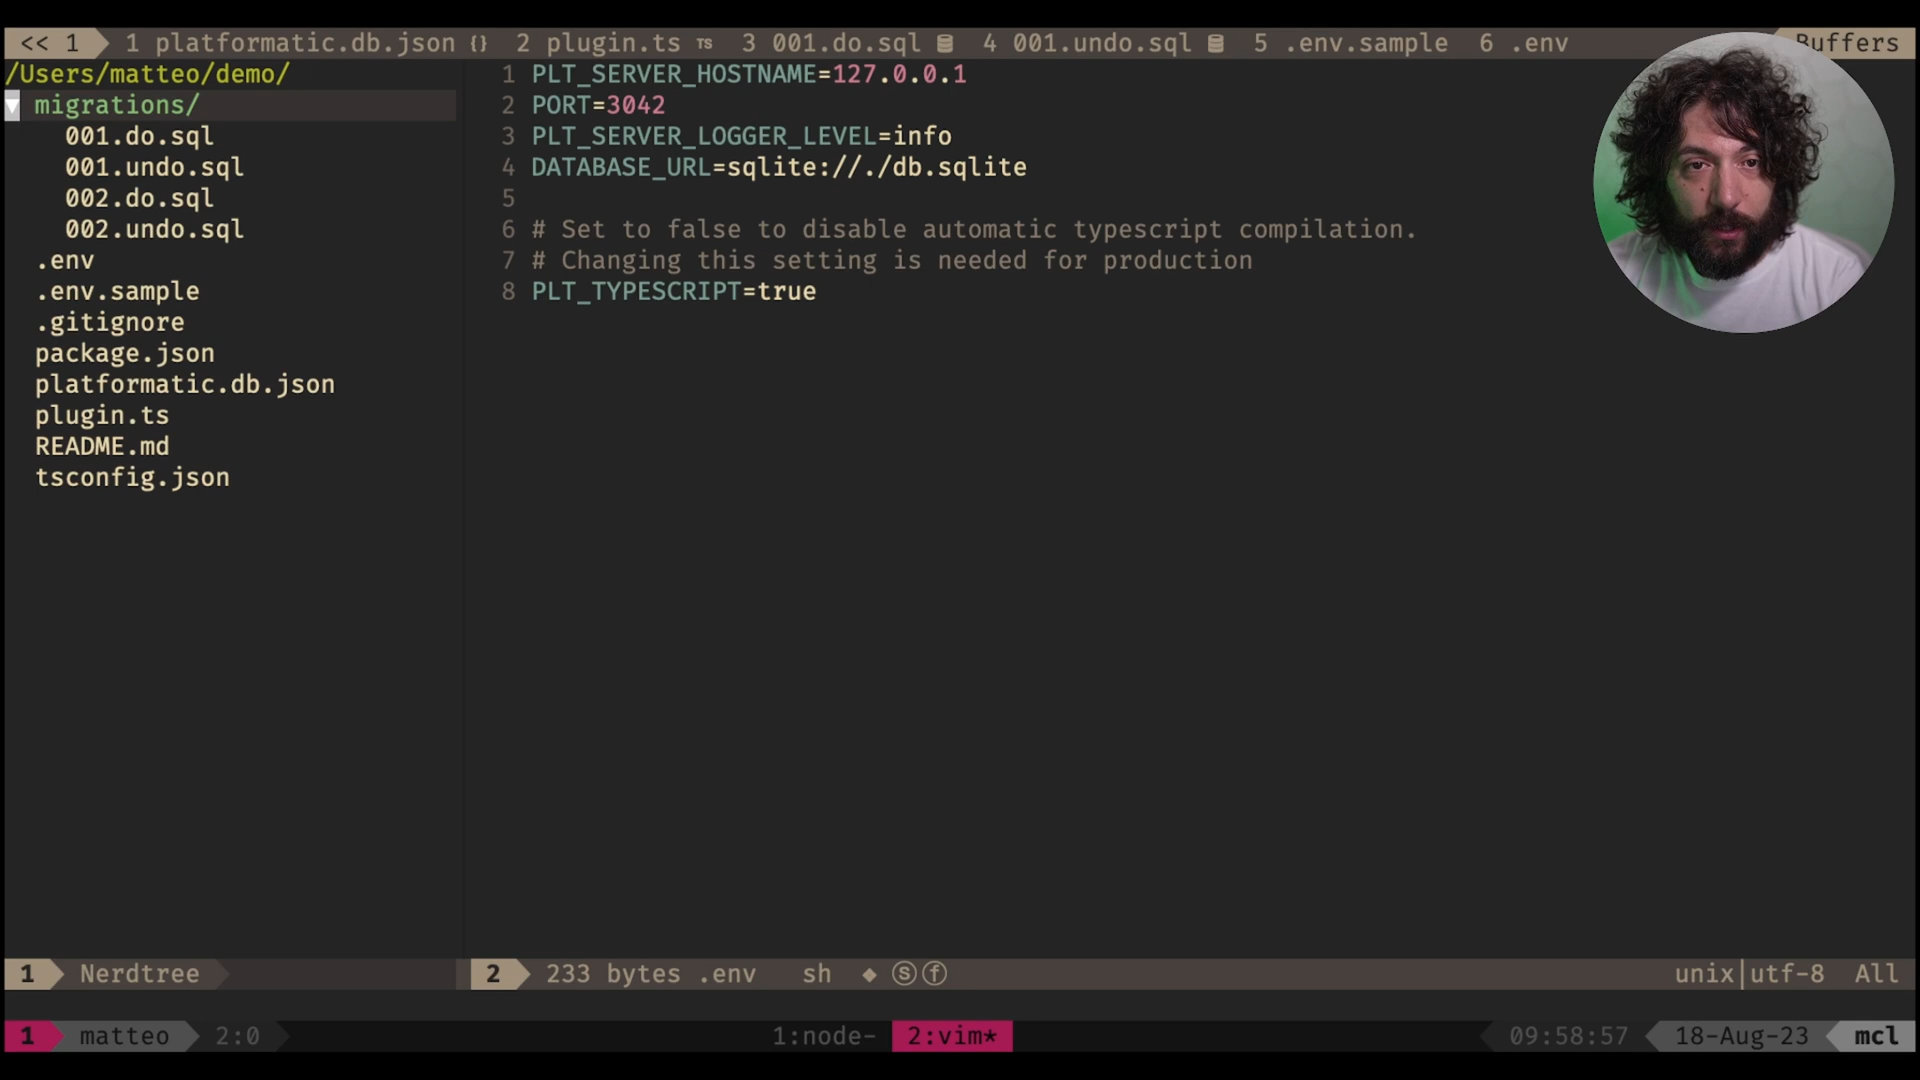 << 1 1 platformatic.db.json {} 2 plugin.ts TS 3 001.do.sql 4 001.undo.sql 5 .env.sample 6 .env Buffers
/Users/matteo/demo/
▼ migrations/
001.do.sql
001.undo.sql
002.do.sql
002.undo.sql
.env
.env.sample
.gitignore
package.json
platformatic.db.json
plugin.ts
README.md
tsconfig.json
1 PLT_SERVER_HOSTNAME=127.0.0.1
2 PORT=3042
3 PLT_SERVER_LOGGER_LEVEL=info
4 DATABASE_URL=sqlite://./db.sqlite
5
6 # Set to false to disable automatic typescript compilation.
7 # Changing this setting is needed for production
8 PLT_TYPESCRIPT=true
1 Nerdtree 2 233 bytes .env sh ◆ ⓢⓕ unix|utf-8 All
1 matteo 2:0 1:node- 2:vim* 09:58:57 18-Aug-23 mcl